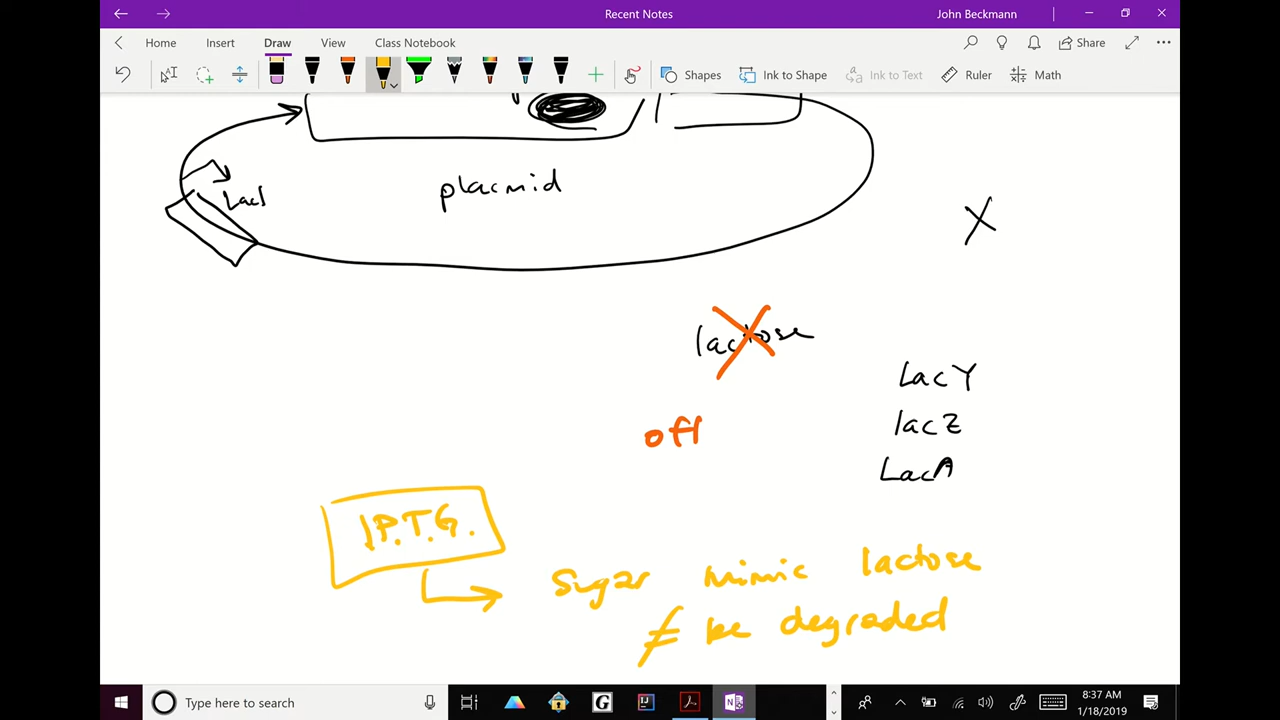 Recent Notes
John Beckmann
Home Insert Draw View Class Notebook
Share
Shapes Ink to Shape Ink to Text Ruler Math
LacI
placmid
X
lactose
LacY
off
lacZ
LacA
I.P.T.G.
Sugar mimic lactose
≠ be degraded
Type here to search
8:37 AM
1/18/2019